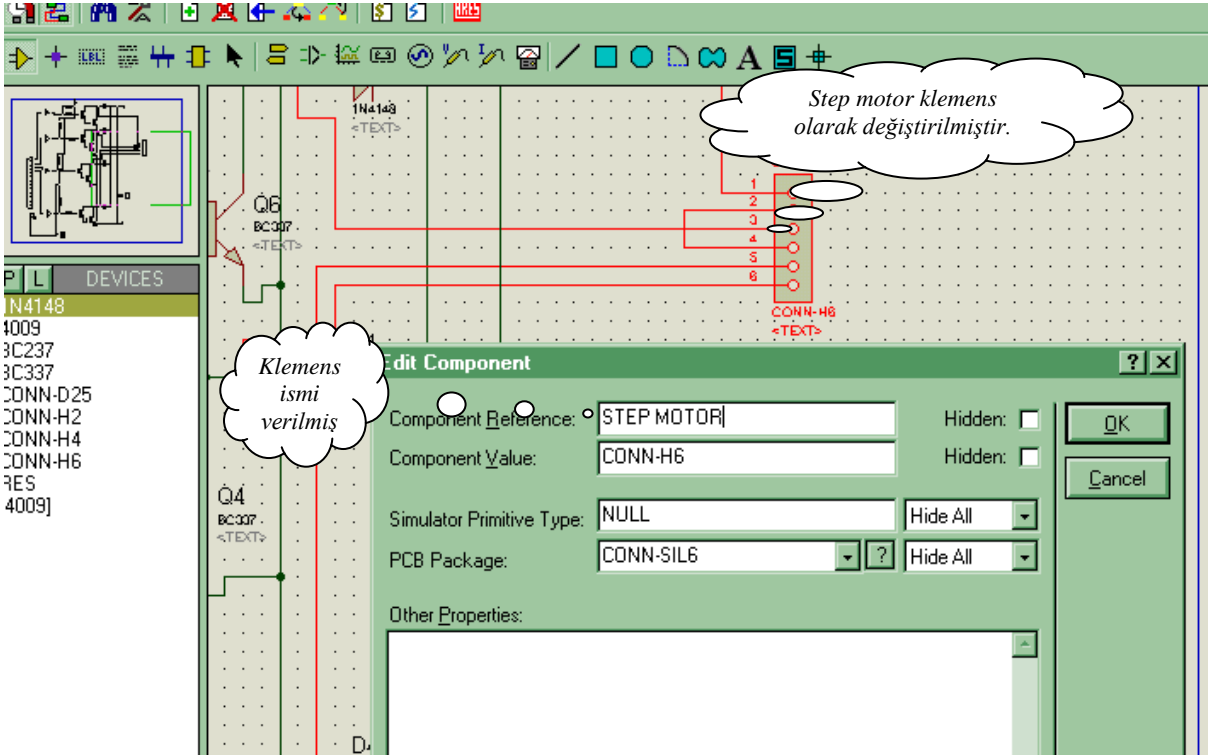 LBL
A
S
1N4148
<TEXT>
Step motor klemens
olarak değiştirilmiştir.
1
2
3
4
5
6
CONN-H6
<TEXT>
Q6
BC337
<TEXT>
P L DEVICES
1N4148
4009
BC237
BC337
CONN-D25
CONN-H2
CONN-H4
CONN-H6
RES
4009]
Klemens
ismi
verilmiş
Q4
BC337
<TEXT>
Edit Component
? X
Component Reference: STEP MOTOR Hidden:
Component Value: CONN-H6 Hidden:
Simulator Primitive Type: NULL Hide All
PCB Package: CONN-SIL6 ? Hide All
Other Properties:
OK
Cancel